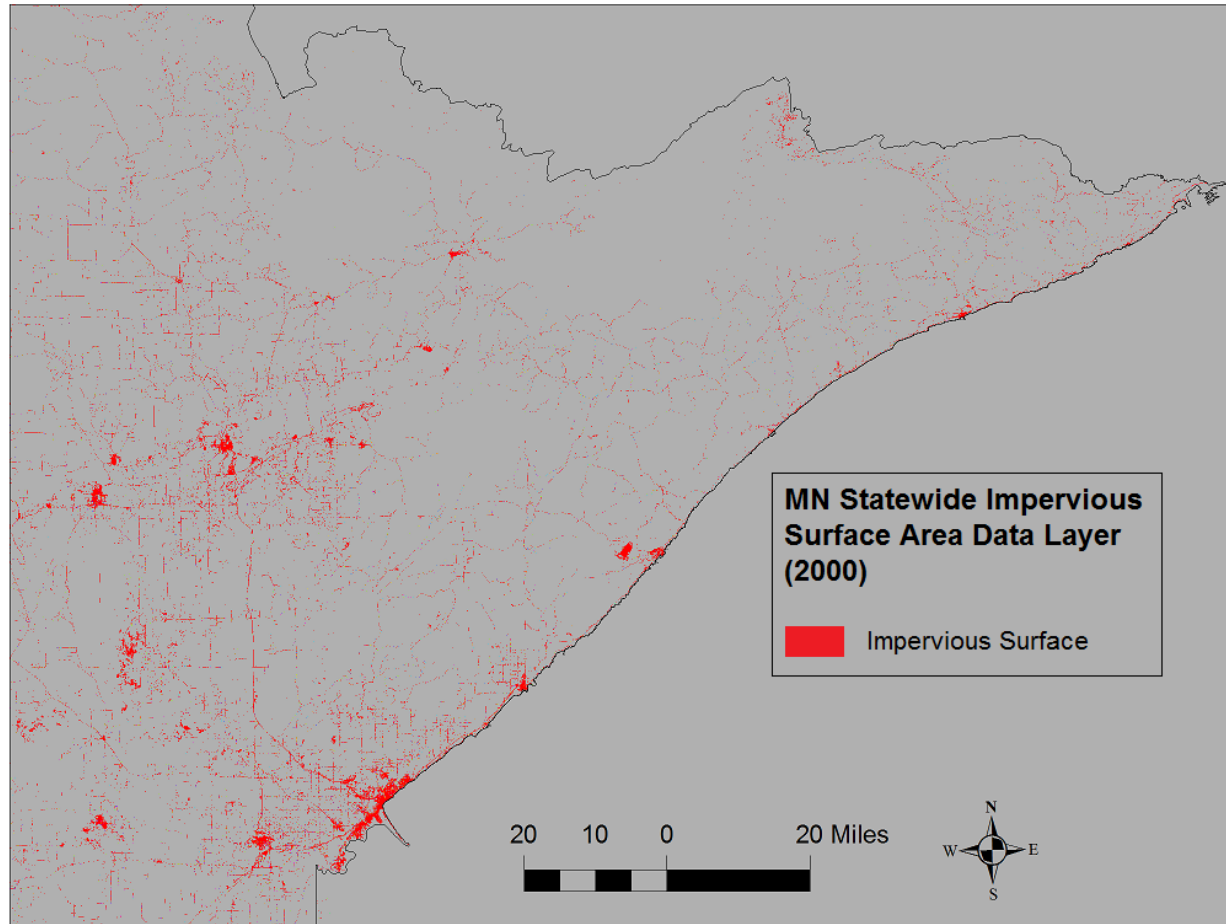 MN Statewide Impervious
Surface Area Data Layer
(2000)
Impervious Surface
20 10 0 20 Miles
N
W E
S